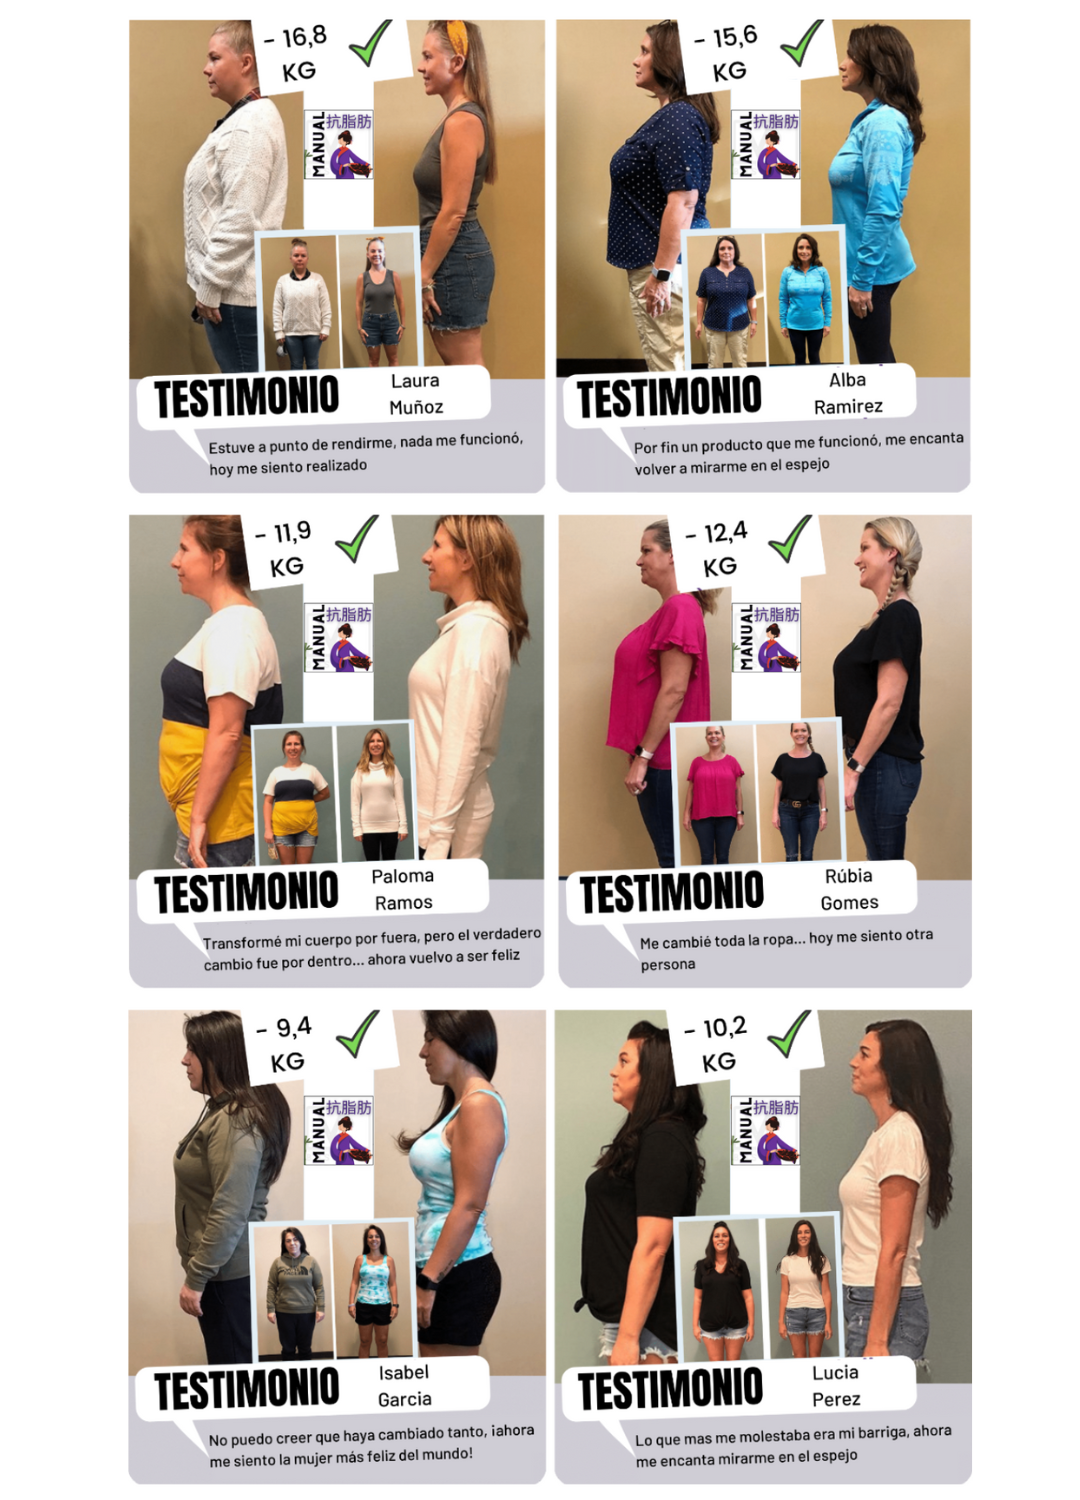 - 16,8
KG
MANUAL
抗脂肪
TESTIMONIO
Laura
Muñoz
Estuve a punto de rendirme, nada me funcionó,
hoy me siento realizado
- 15,6
KG
MANUAL
抗脂肪
TESTIMONIO
Alba
Ramirez
Por fin un producto que me funcionó, me encanta
volver a mirarme en el espejo
- 11,9
KG
MANUAL
抗脂肪
TESTIMONIO
Paloma
Ramos
Transformé mi cuerpo por fuera, pero el verdadero
cambio fue por dentro... ahora vuelvo a ser feliz
- 12,4
KG
MANUAL
抗脂肪
TESTIMONIO
Rúbia
Gomes
Me cambié toda la ropa... hoy me siento otra
persona
- 9,4
KG
MANUAL
抗脂肪
TESTIMONIO
Isabel
Garcia
No puedo creer que haya cambiado tanto, ¡ahora
me siento la mujer más feliz del mundo!
- 10,2
KG
MANUAL
抗脂肪
TESTIMONIO
Lucia
Perez
Lo que mas me molestaba era mi barriga, ahora
me encanta mirarme en el espejo